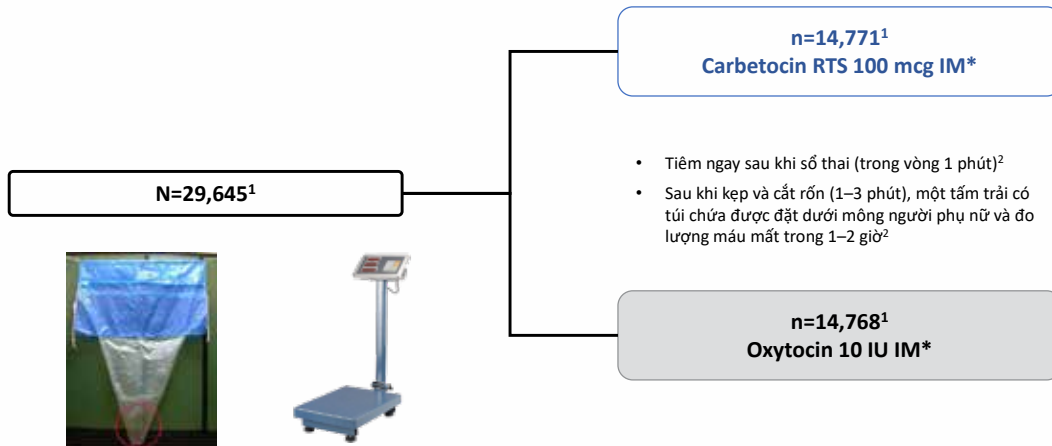 n=14,771¹
Carbetocin RTS 100 mcg IM*
• Tiêm ngay sau khi sổ thai (trong vòng 1 phút)²
• Sau khi kẹp và cắt rốn (1–3 phút), một tấm trải có
túi chứa được đặt dưới mông người phụ nữ và đo
lượng máu mất trong 1–2 giờ²
N=29,645¹
n=14,768¹
Oxytocin 10 IU IM*